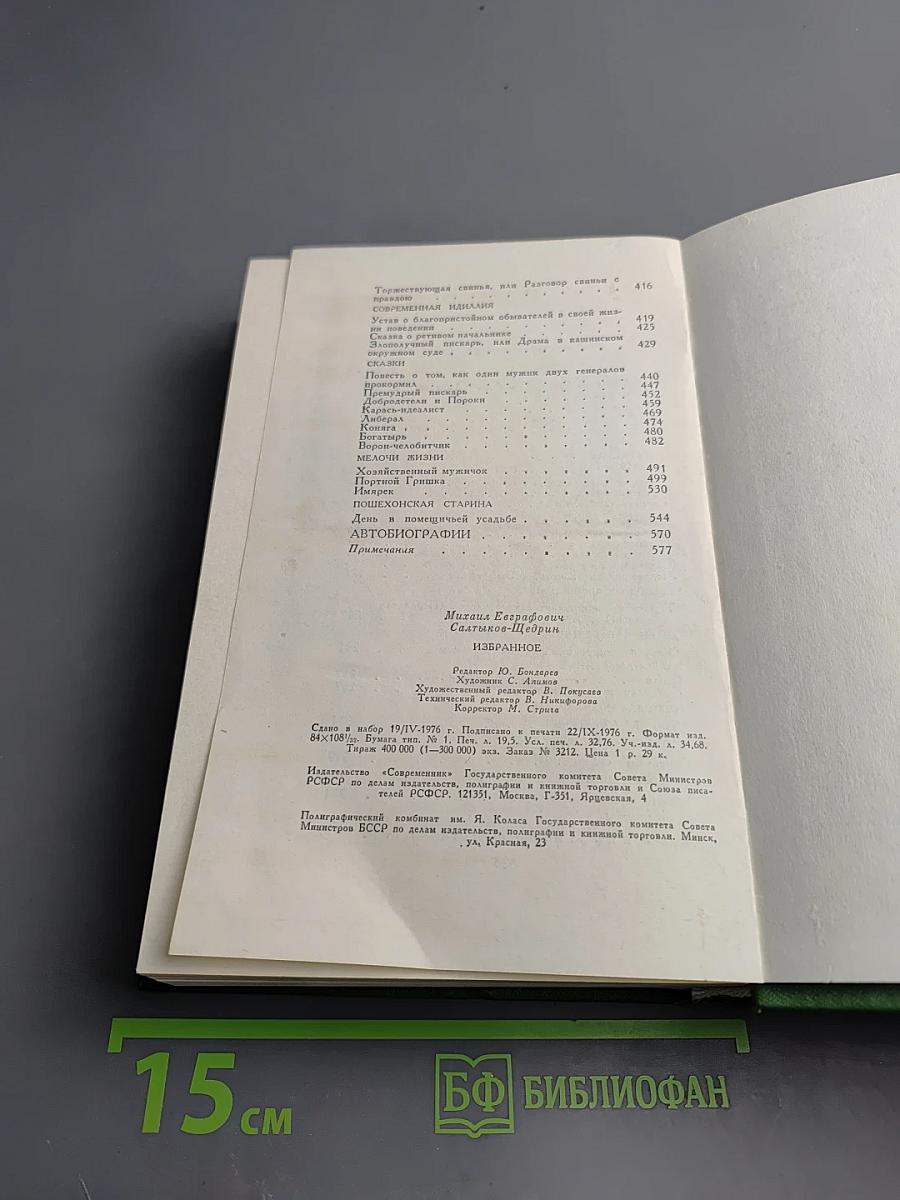 Торжествующая свинья, или Разговор свиньи с
правдою . . . . . . . . . . 416
СОВРЕМЕННАЯ ИДИЛЛИЯ
Устав о благопристойном обывателей в своей жиз-
ни поведении . . . . . . . . . 419
Сказка о ретивом начальнике . . . . . . 425
Злополучный пискарь, или Драма в кашинском
окружном суде . . . . . . . . . 429
СКАЗКИ
Повесть о том, как один мужик двух генералов
прокормил . . . . . . . . . . 440
Премудрый пискарь . . . . . . . . 447
Добродетели и Пороки . . . . . . . 452
Карась-идеалист . . . . . . . . 459
Либерал . . . . . . . . . . 469
Коняга . . . . . . . . . . 474
Богатырь . . . . . . . . . . 480
Ворон-челобитчик . . . . . . . . 482
МЕЛОЧИ ЖИЗНИ
Хозяйственный мужичок . . . . . . . 491
Портной Гришка . . . . . . . . . 499
Имярек . . . . . . . . . . 530
ПОШЕХОНСКАЯ СТАРИНА
День в помещичьей усадьбе . . . . . . 544
АВТОБИОГРАФИИ . . . . . . . . 570
Примечания . . . . . . . . . 577
Михаил Евграфович
Салтыков-Щедрин
ИЗБРАННОЕ
Редактор Ю. Бондарев
Художник С. Алимов
Художественный редактор В. Покусаев
Технический редактор В. Никифорова
Корректор М. Стрига
Сдано в набор 19/IV-1976 г. Подписано к печати 22/IX-1976 г. Формат изд.
84×108¹/₃₂. Бумага тип. № 1. Печ. л. 19,5. Усл. печ. л. 32,76. Уч.-изд. л. 34,68.
Тираж 400 000 (1—300 000) экз. Заказ № 3212. Цена 1 р. 29 к.
Издательство «Современник» Государственного комитета Совета Министров
РСФСР по делам издательств, полиграфии и книжной торговли и Союза писа-
телей РСФСР. 121351, Москва, Г-351, Ярцевская, 4
Полиграфический комбинат им. Я. Коласа Государственного комитета Совета
Министров БССР по делам издательств, полиграфии и книжной торговли. Минск,
ул. Красная, 23
15 см
БФ БИБЛИОФАН